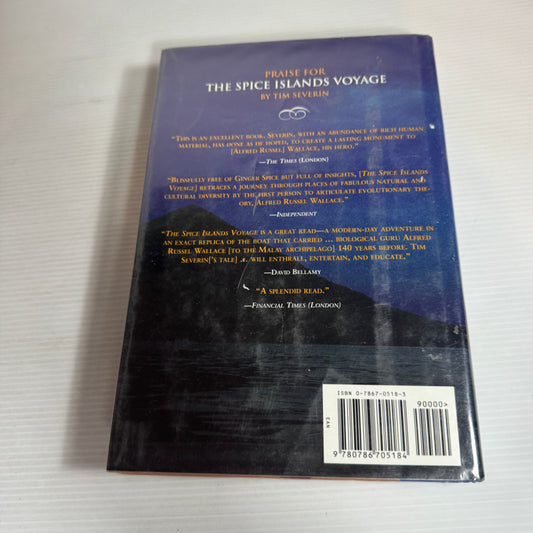 PRAISE FOR
THE SPICE ISLANDS VOYAGE
BY TIM SEVERIN
"THIS IS AN EXCELLENT BOOK. SEVERIN, WITH AN ABUNDANCE OF RICH HUMAN
MATERIAL, HAS DONE AS HE HOPED, TO CREATE A LASTING MONUMENT TO
[ALFRED RUSSEL] WALLACE, HIS HERO."
—THE TIMES (LONDON)
"BLISSFULLY FREE OF GINGER SPICE BUT FULL OF INSIGHTS, [THE SPICE ISLANDS
VOYAGE] RETRACES A JOURNEY THROUGH PLACES OF FABULOUS NATURAL AND
CULTURAL DIVERSITY BY THE FIRST PERSON TO ARTICULATE EVOLUTIONARY THE-
ORY, ALFRED RUSSEL WALLACE."
—INDEPENDENT
"THE SPICE ISLANDS VOYAGE IS A GREAT READ—A MODERN-DAY ADVENTURE IN
AN EXACT REPLICA OF THE BOAT THAT CARRIED ... BIOLOGICAL GURU ALFRED
RUSSEL WALLACE [TO THE MALAY ARCHIPELAGO] 140 YEARS BEFORE. TIM
SEVERIN['S TALE] ... WILL ENTHRALL, ENTERTAIN, AND EDUCATE."
—DAVID BELLAMY
"A SPLENDID READ."
—FINANCIAL TIMES (LONDON)
ISBN 0-7867-0518-3
90000>
EAN
9 780786 705184